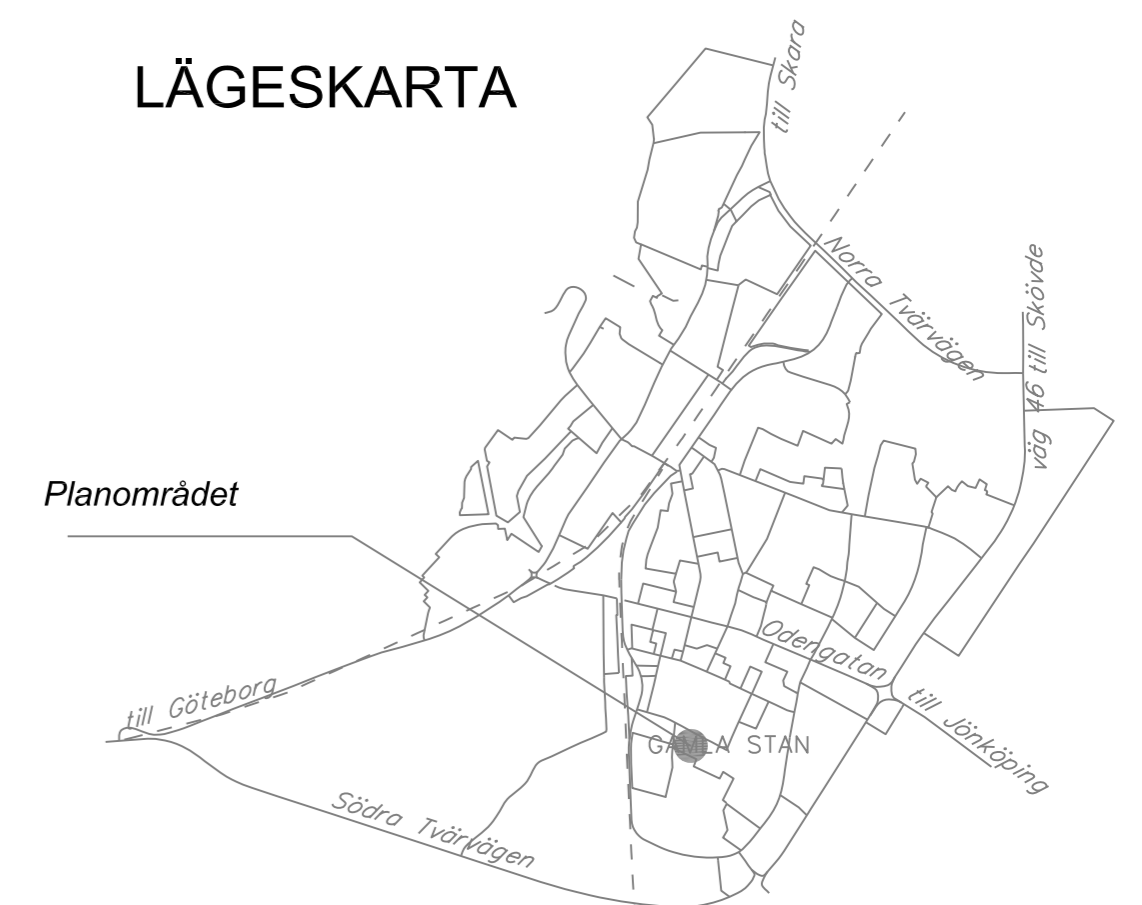 LÄGESKARTA
till Skara
Norra Tvärvägen
väg 46 till Skövde
Planområdet
Odengatan
till Göteborg
till Jönköping
GAMLA STAN
Södra Tvärvägen